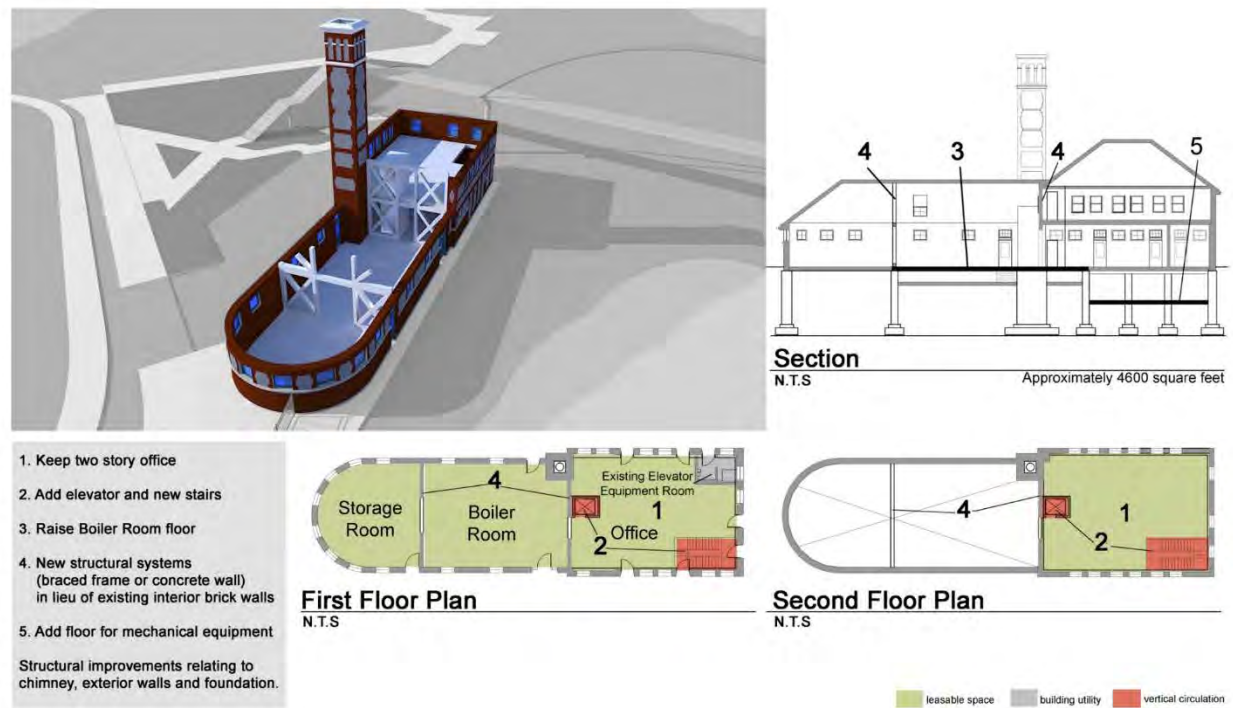 4
3
4
5
Section
N.T.S
Approximately 4600 square feet
1. Keep two story office
2. Add elevator and new stairs
3. Raise Boiler Room floor
4. New structural systems
(braced frame or concrete wall)
in lieu of existing interior brick walls
5. Add floor for mechanical equipment
Structural improvements relating to
chimney, exterior walls and foundation.
Storage
Room
4
Boiler
Room
Existing Elevator
Equipment Room
1
Office
2
First Floor Plan
N.T.S
4
1
2
Second Floor Plan
N.T.S
leasable space
building utility
vertical circulation